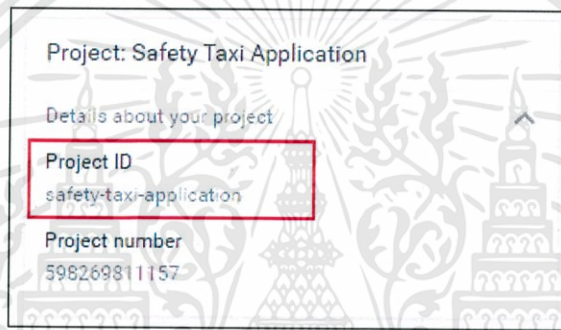 Project: Safety Taxi Application
Details about your project
Project ID
safety-taxi-application
Project number
598269811157